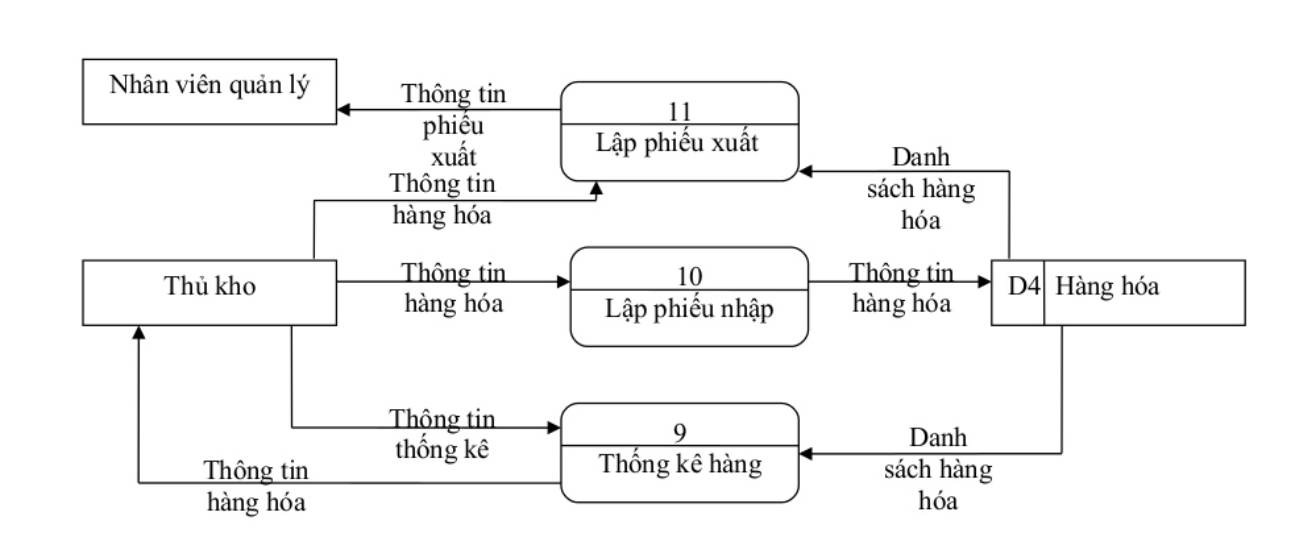 Nhân viên quản lý
Thông tin
phiếu
xuất
11
Lập phiếu xuất
Danh
sách hàng
hóa
Thông tin
hàng hóa
Thủ kho
Thông tin
hàng hóa
10
Lập phiếu nhập
Thông tin
hàng hóa
D4 Hàng hóa
Thông tin
thống kê
9
Thống kê hàng
Danh
sách hàng
hóa
Thông tin
hàng hóa